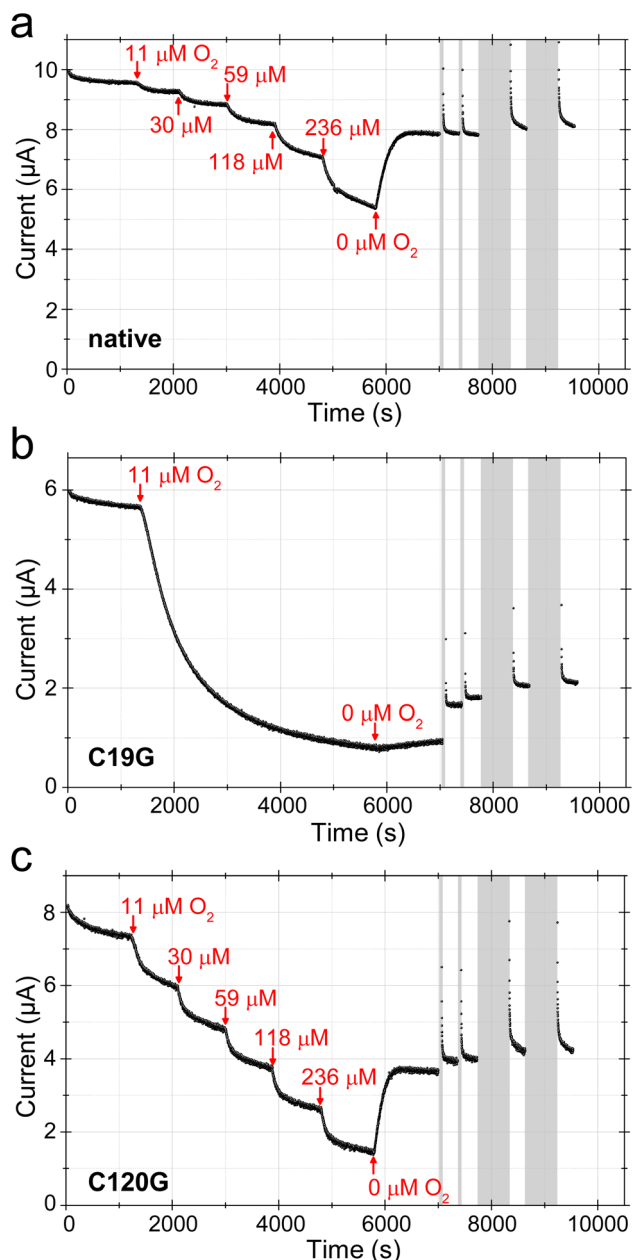 a
10
8
6
4
2
0
Current (µA)
11 µM O2
30 µM
59 µM
118 µM
236 µM
0 µM O2
native
0 2000 4000 6000 8000 10000
Time (s)
b
6
4
2
0
Current (µA)
11 µM O2
0 µM O2
C19G
0 2000 4000 6000 8000 10000
Time (s)
c
8
6
4
2
0
Current (µA)
11 µM O2
30 µM
59 µM
118 µM
236 µM
0 µM O2
C120G
0 2000 4000 6000 8000 10000
Time (s)